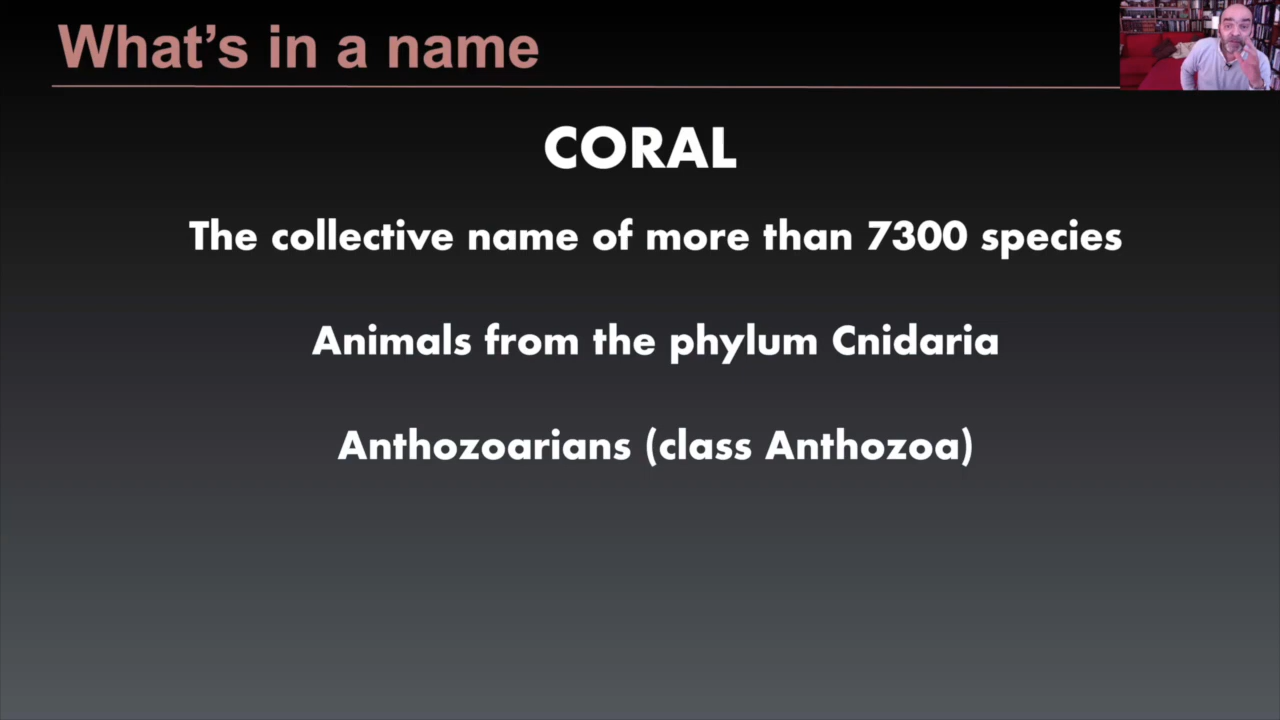 What’s in a name
CORAL
The collective name of more than 7300 species
Animals from the phylum Cnidaria
Anthozoarians (class Anthozoa)